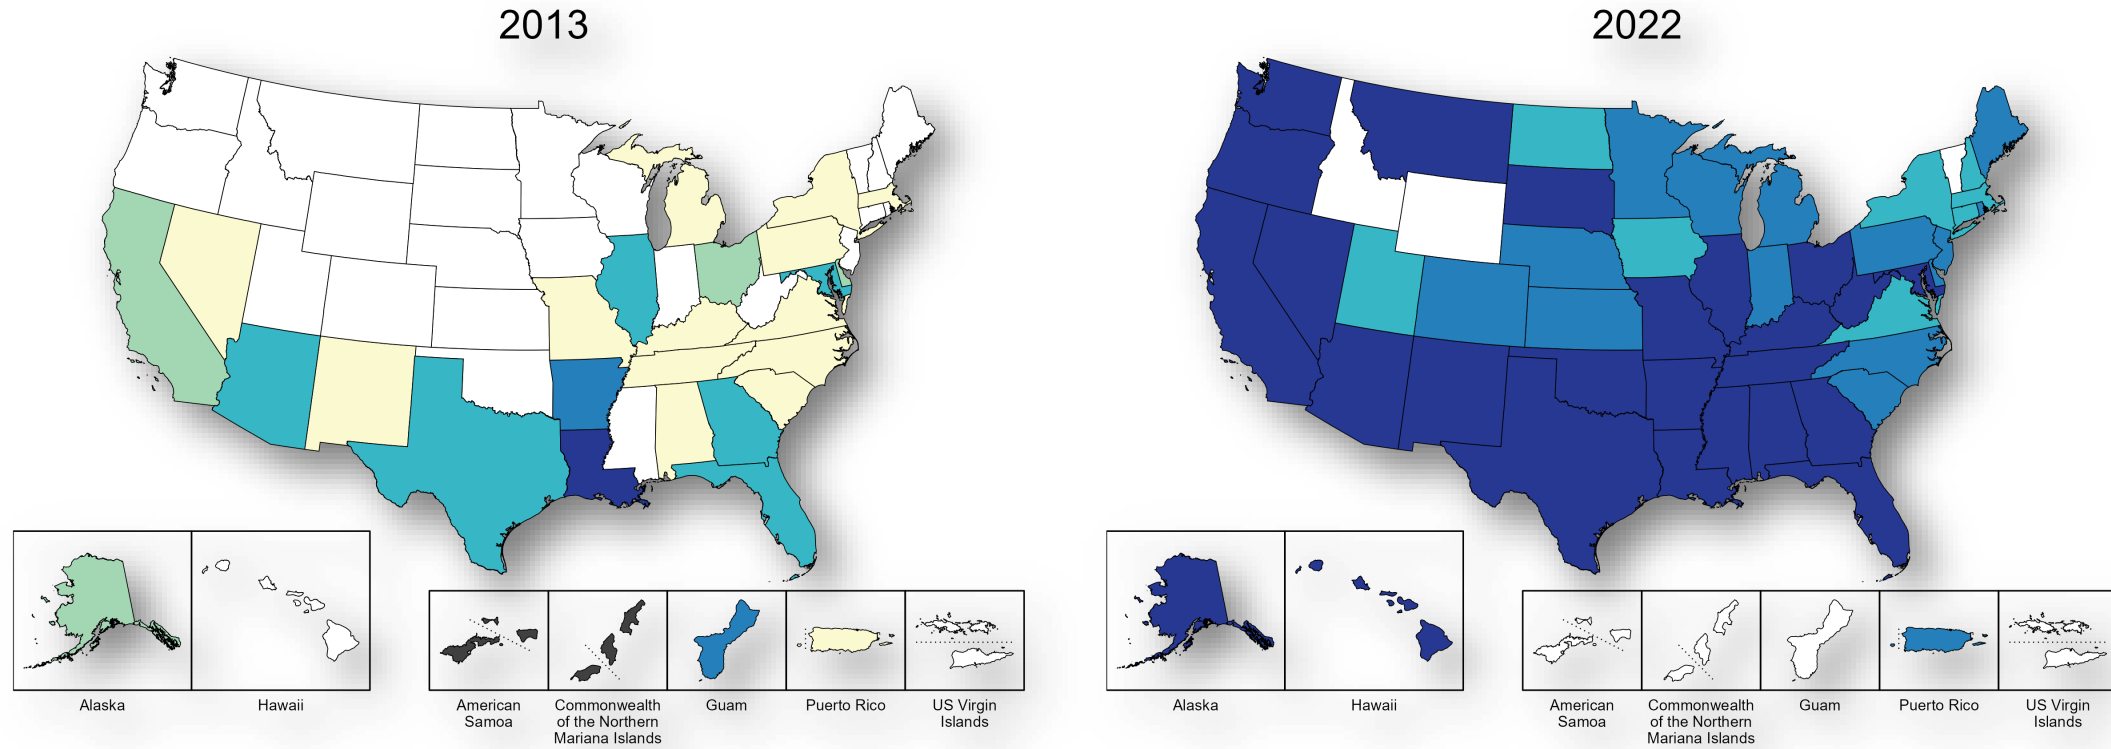 2013
2022
Alaska
Hawaii
American
Samoa
Commonwealth
of the Northern
Mariana Islands
Guam
Puerto Rico
US Virgin
Islands
Alaska
Hawaii
American
Samoa
Commonwealth
of the Northern
Mariana Islands
Guam
Puerto Rico
US Virgin
Islands